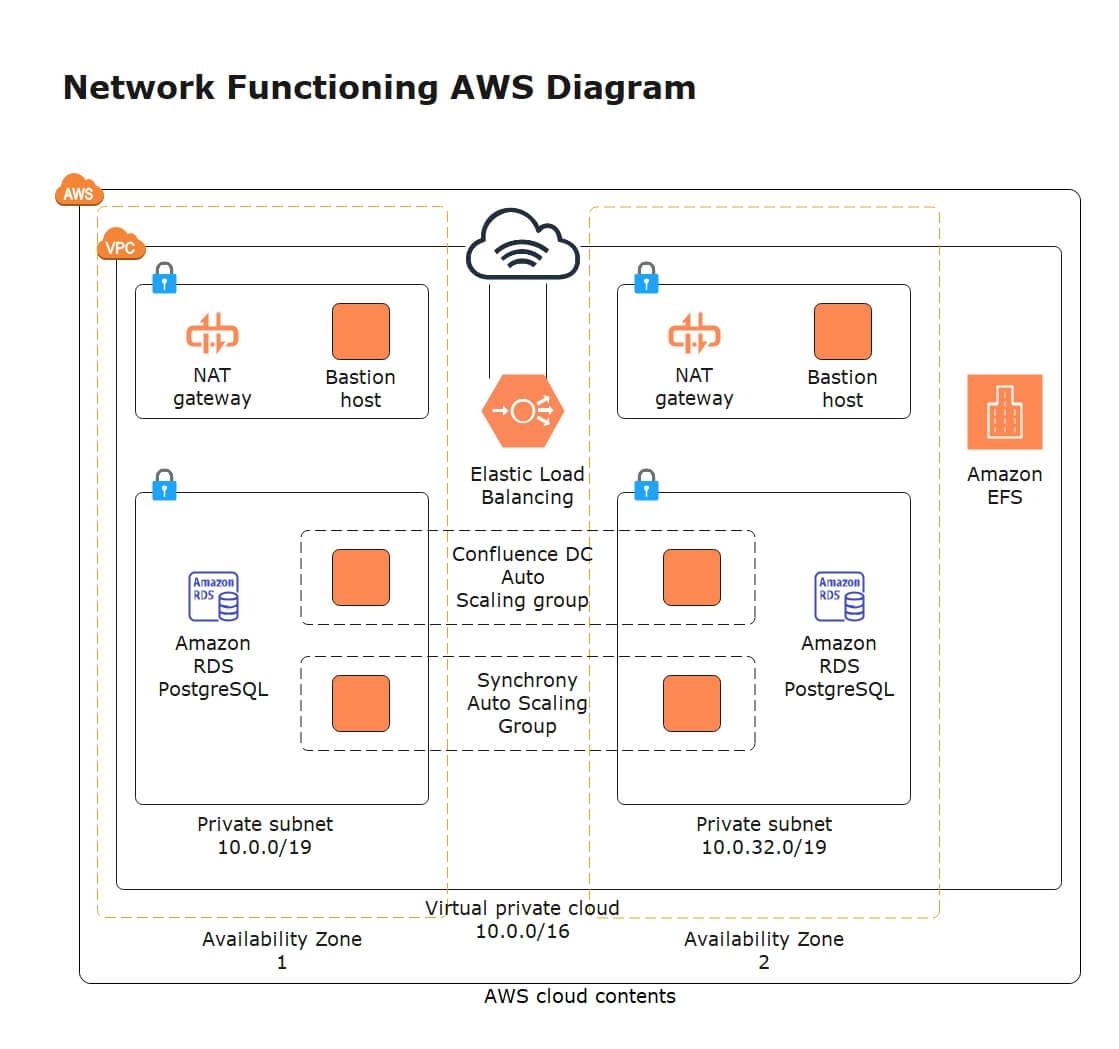 Network Functioning AWS Diagram
AWS
VPC
NAT
gateway
Bastion
host
Elastic Load
Balancing
NAT
gateway
Bastion
host
Amazon
EFS
Amazon
RDS
Amazon
RDS
PostgreSQL
Confluence DC
Auto
Scaling group
Synchrony
Auto Scaling
Group
Amazon
RDS
Amazon
RDS
PostgreSQL
Private subnet
10.0.0/19
Private subnet
10.0.32.0/19
Virtual private cloud
10.0.0/16
Availability Zone
1
Availability Zone
2
AWS cloud contents